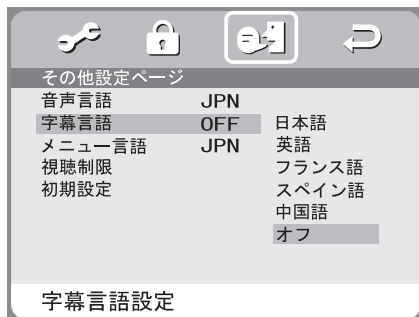 その他設定ページ
音声言語 JPN
字幕言語 OFF 日本語
メニュー言語 JPN 英語
視聴制限 フランス語
初期設定 スペイン語
中国語
オフ
字幕言語設定